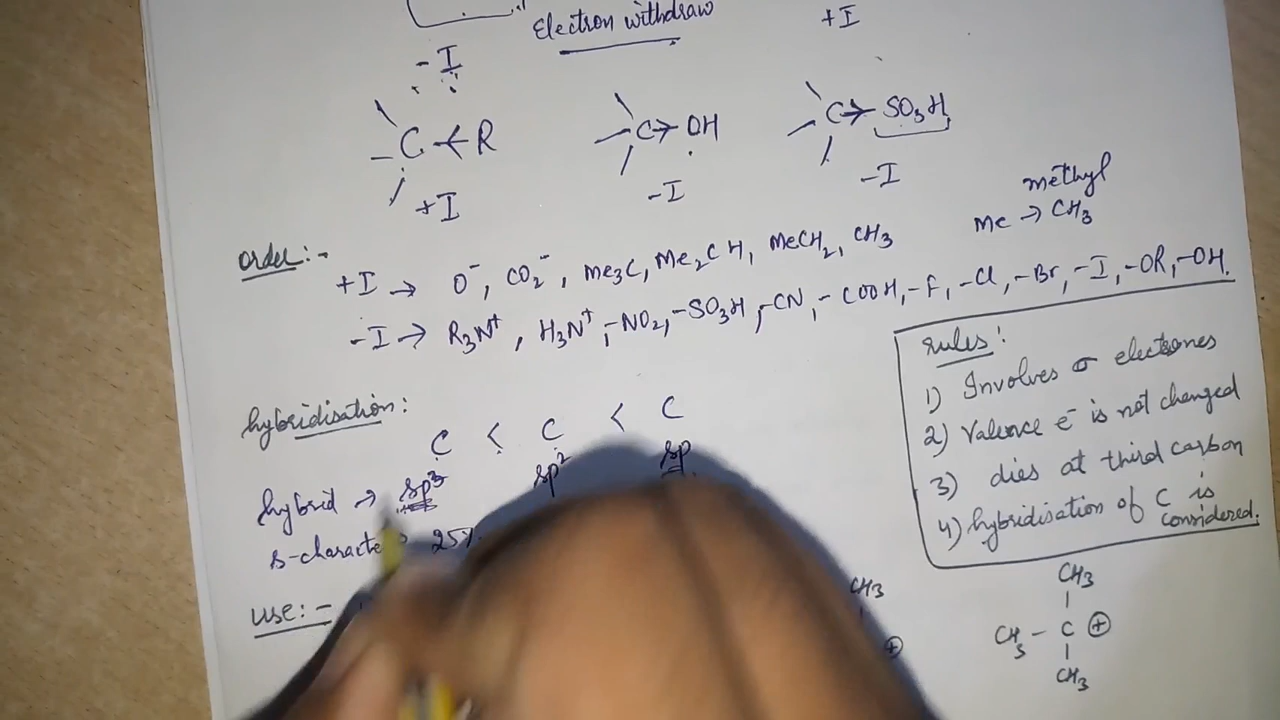 Electron withdraw
-I
+I
C ← R
C → OH
C → SO₃H
+I
-I
-I
methyl
Me → CH₃
order:-
+I → O⁻, CO₂⁻, Me₃C, Me₂CH, MeCH₂, CH₃
-I → R₃N⁺, H₃N⁺, -NO₂, -SO₃H, -CN, -COOH, -F, -Cl, -Br, -I, -OR, -OH.
rules:
1) Involves σ electrones
2) Valence e⁻ is not changed
3) dies at third carbon
4) hybridisation of C is considered.
hybridisation:
C < C < C
hybrid → sp³ sp² sp
s-character 25%
use:-
CH₃
⊕
CH₃
CH₃ - C ⊕
CH₃